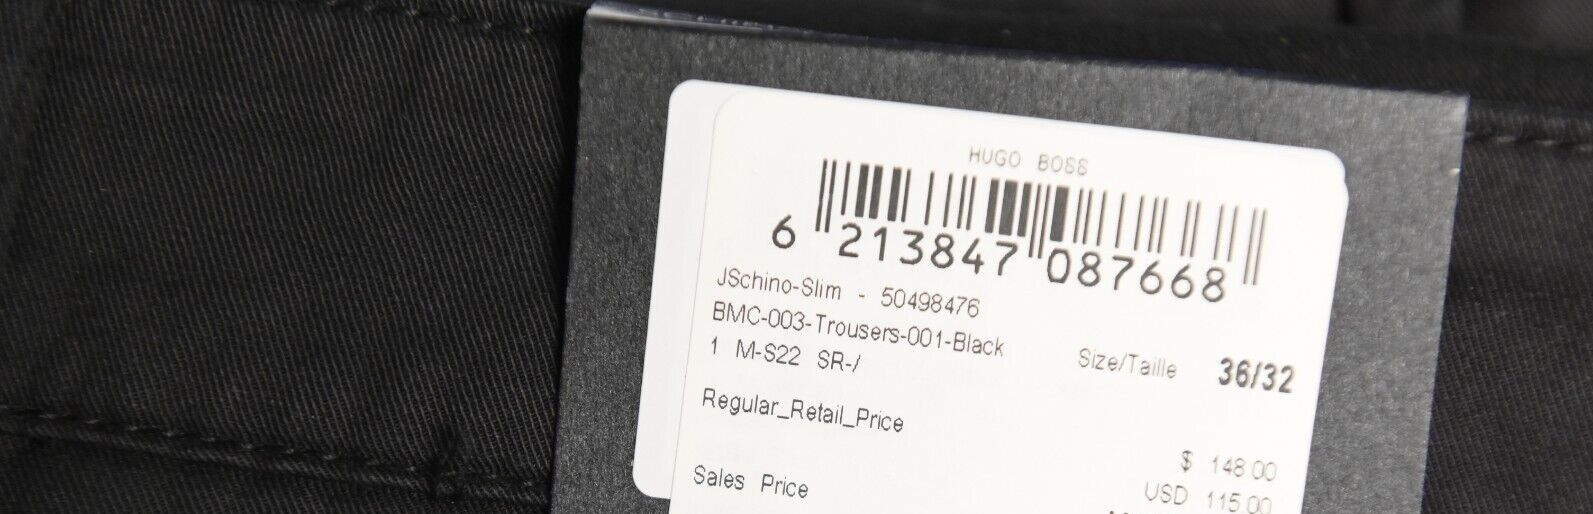 HUGO BOSS
6 213847 087668
JSchino-Slim - 50498476
BMC-003-Trousers-001-Black
1 M-S22 SR-/
Size/Taille 36/32
Regular_Retail_Price
$ 148.00
Sales Price
USD 115.00